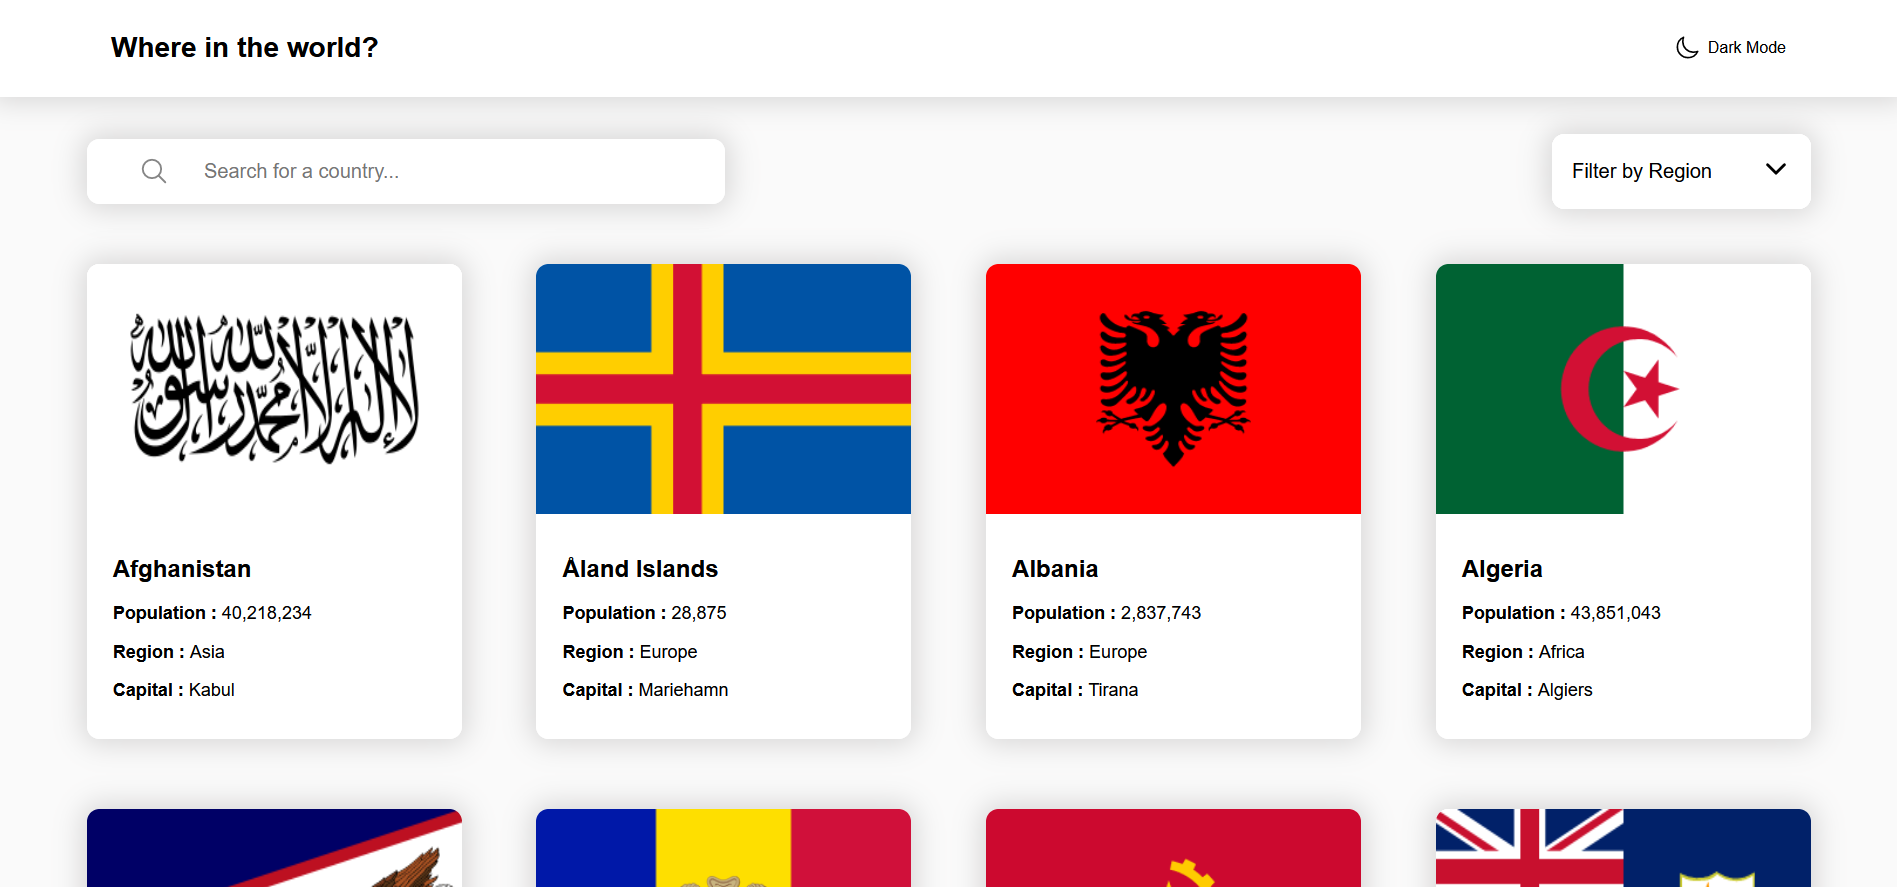 Where in the world?
Dark Mode
Search for a country...
Filter by Region
لا إله إلا الله محمد رسول الله
Afghanistan
Population : 40,218,234
Region : Asia
Capital : Kabul
Åland Islands
Population : 28,875
Region : Europe
Capital : Mariehamn
Albania
Population : 2,837,743
Region : Europe
Capital : Tirana
Algeria
Population : 43,851,043
Region : Africa
Capital : Algiers